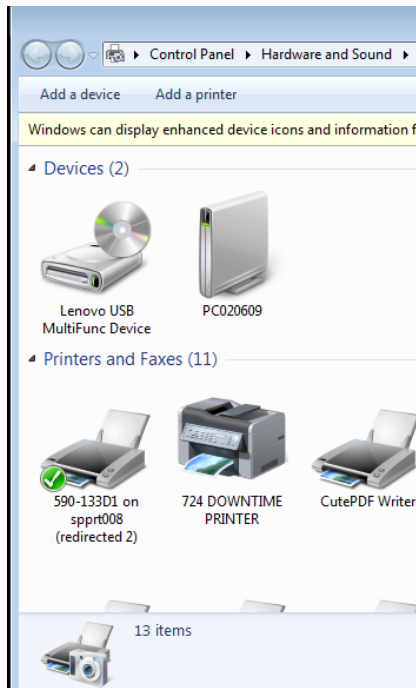 Control Panel Hardware and Sound
Add a device Add a printer
Windows can display enhanced device icons and information f
Devices (2)
Lenovo USB
MultiFunc Device
PC020609
Printers and Faxes (11)
590-133D1 on
spprt008
(redirected 2)
724 DOWNTIME
PRINTER
CutePDF Writer
13 items